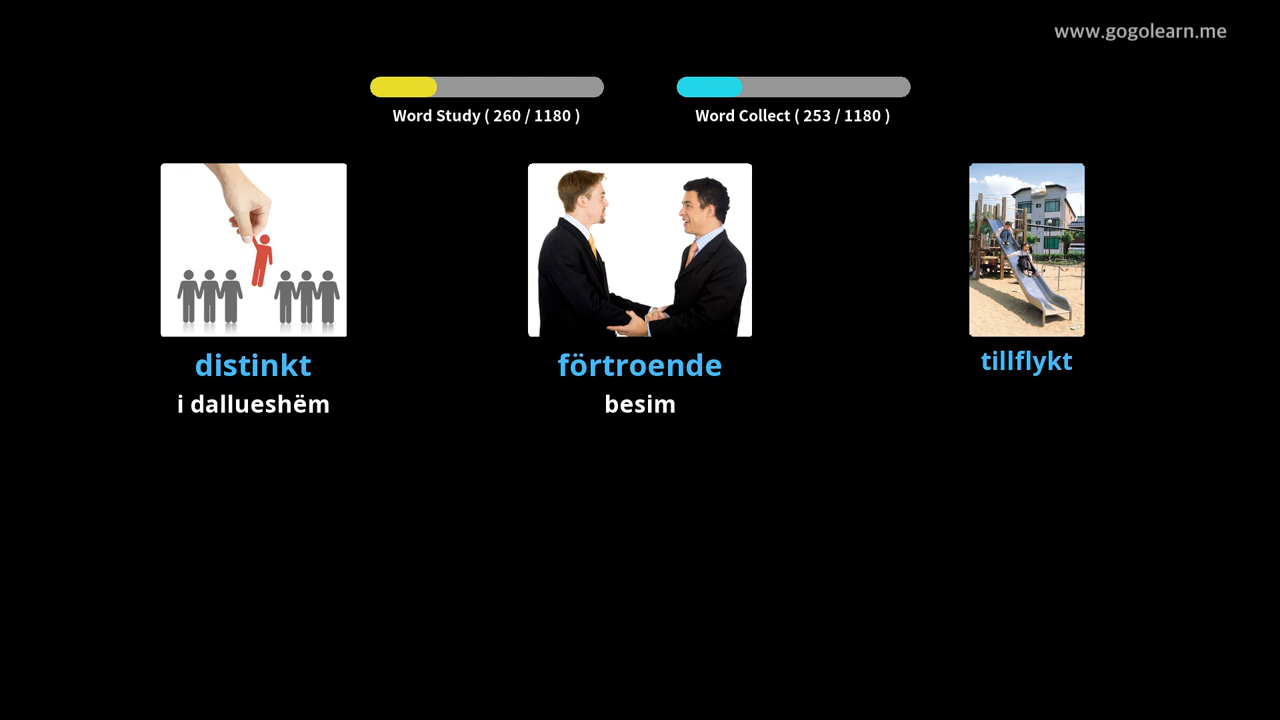 www.gogolearn.me
Word Study ( 260 / 1180 )
Word Collect ( 253 / 1180 )
distinkt
i dallueshëm
förtroende
besim
tillflykt